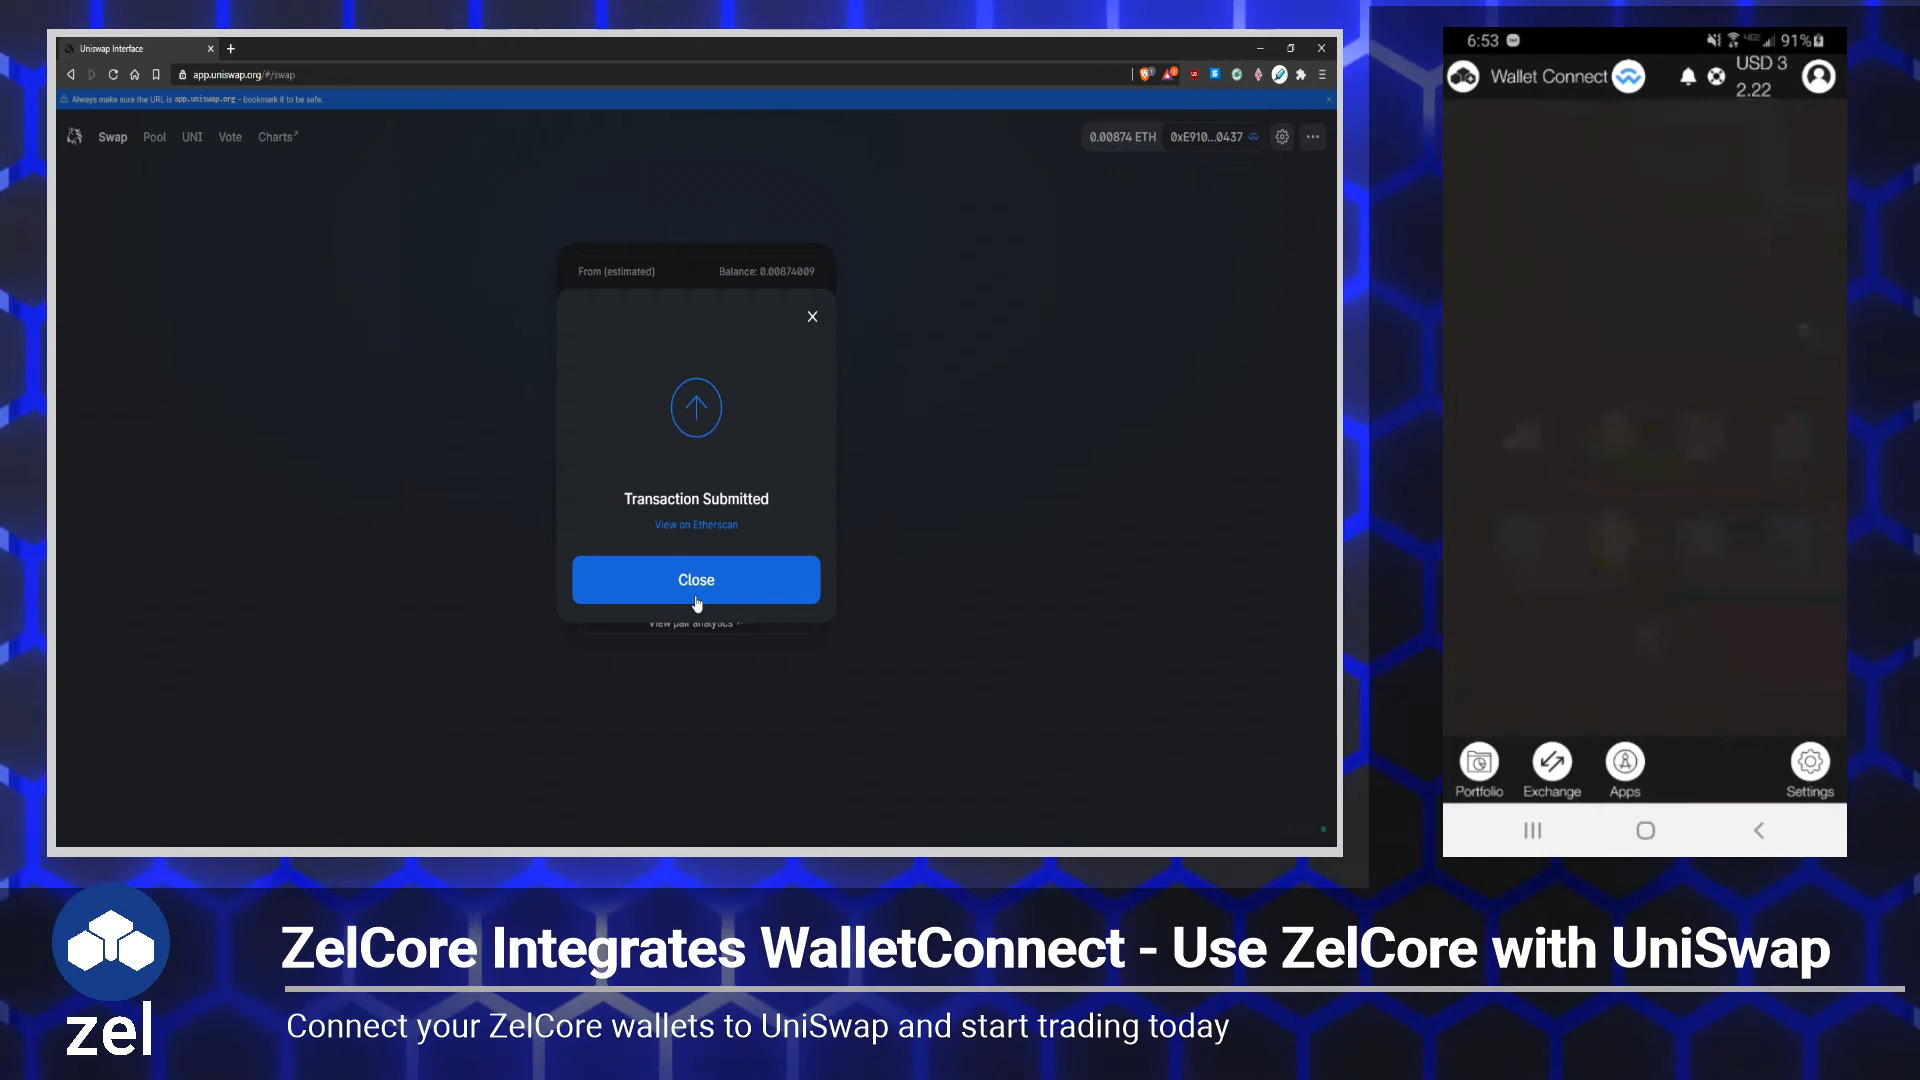 Uniswap Interface
app.uniswap.org/#/swap
Always make sure the URL is app.uniswap.org - bookmark it to be safe.
Swap Pool UNI Vote Charts
0.00874 ETH 0xE910...0437
From (estimated) Balance: 0.00874009
Transaction Submitted
View on Etherscan
Close
View pair analytics
6:53 91%
Wallet Connect USD 3
2.22
Portfolio Exchange Apps Settings
zel
ZelCore Integrates WalletConnect - Use ZelCore with UniSwap
Connect your ZelCore wallets to UniSwap and start trading today